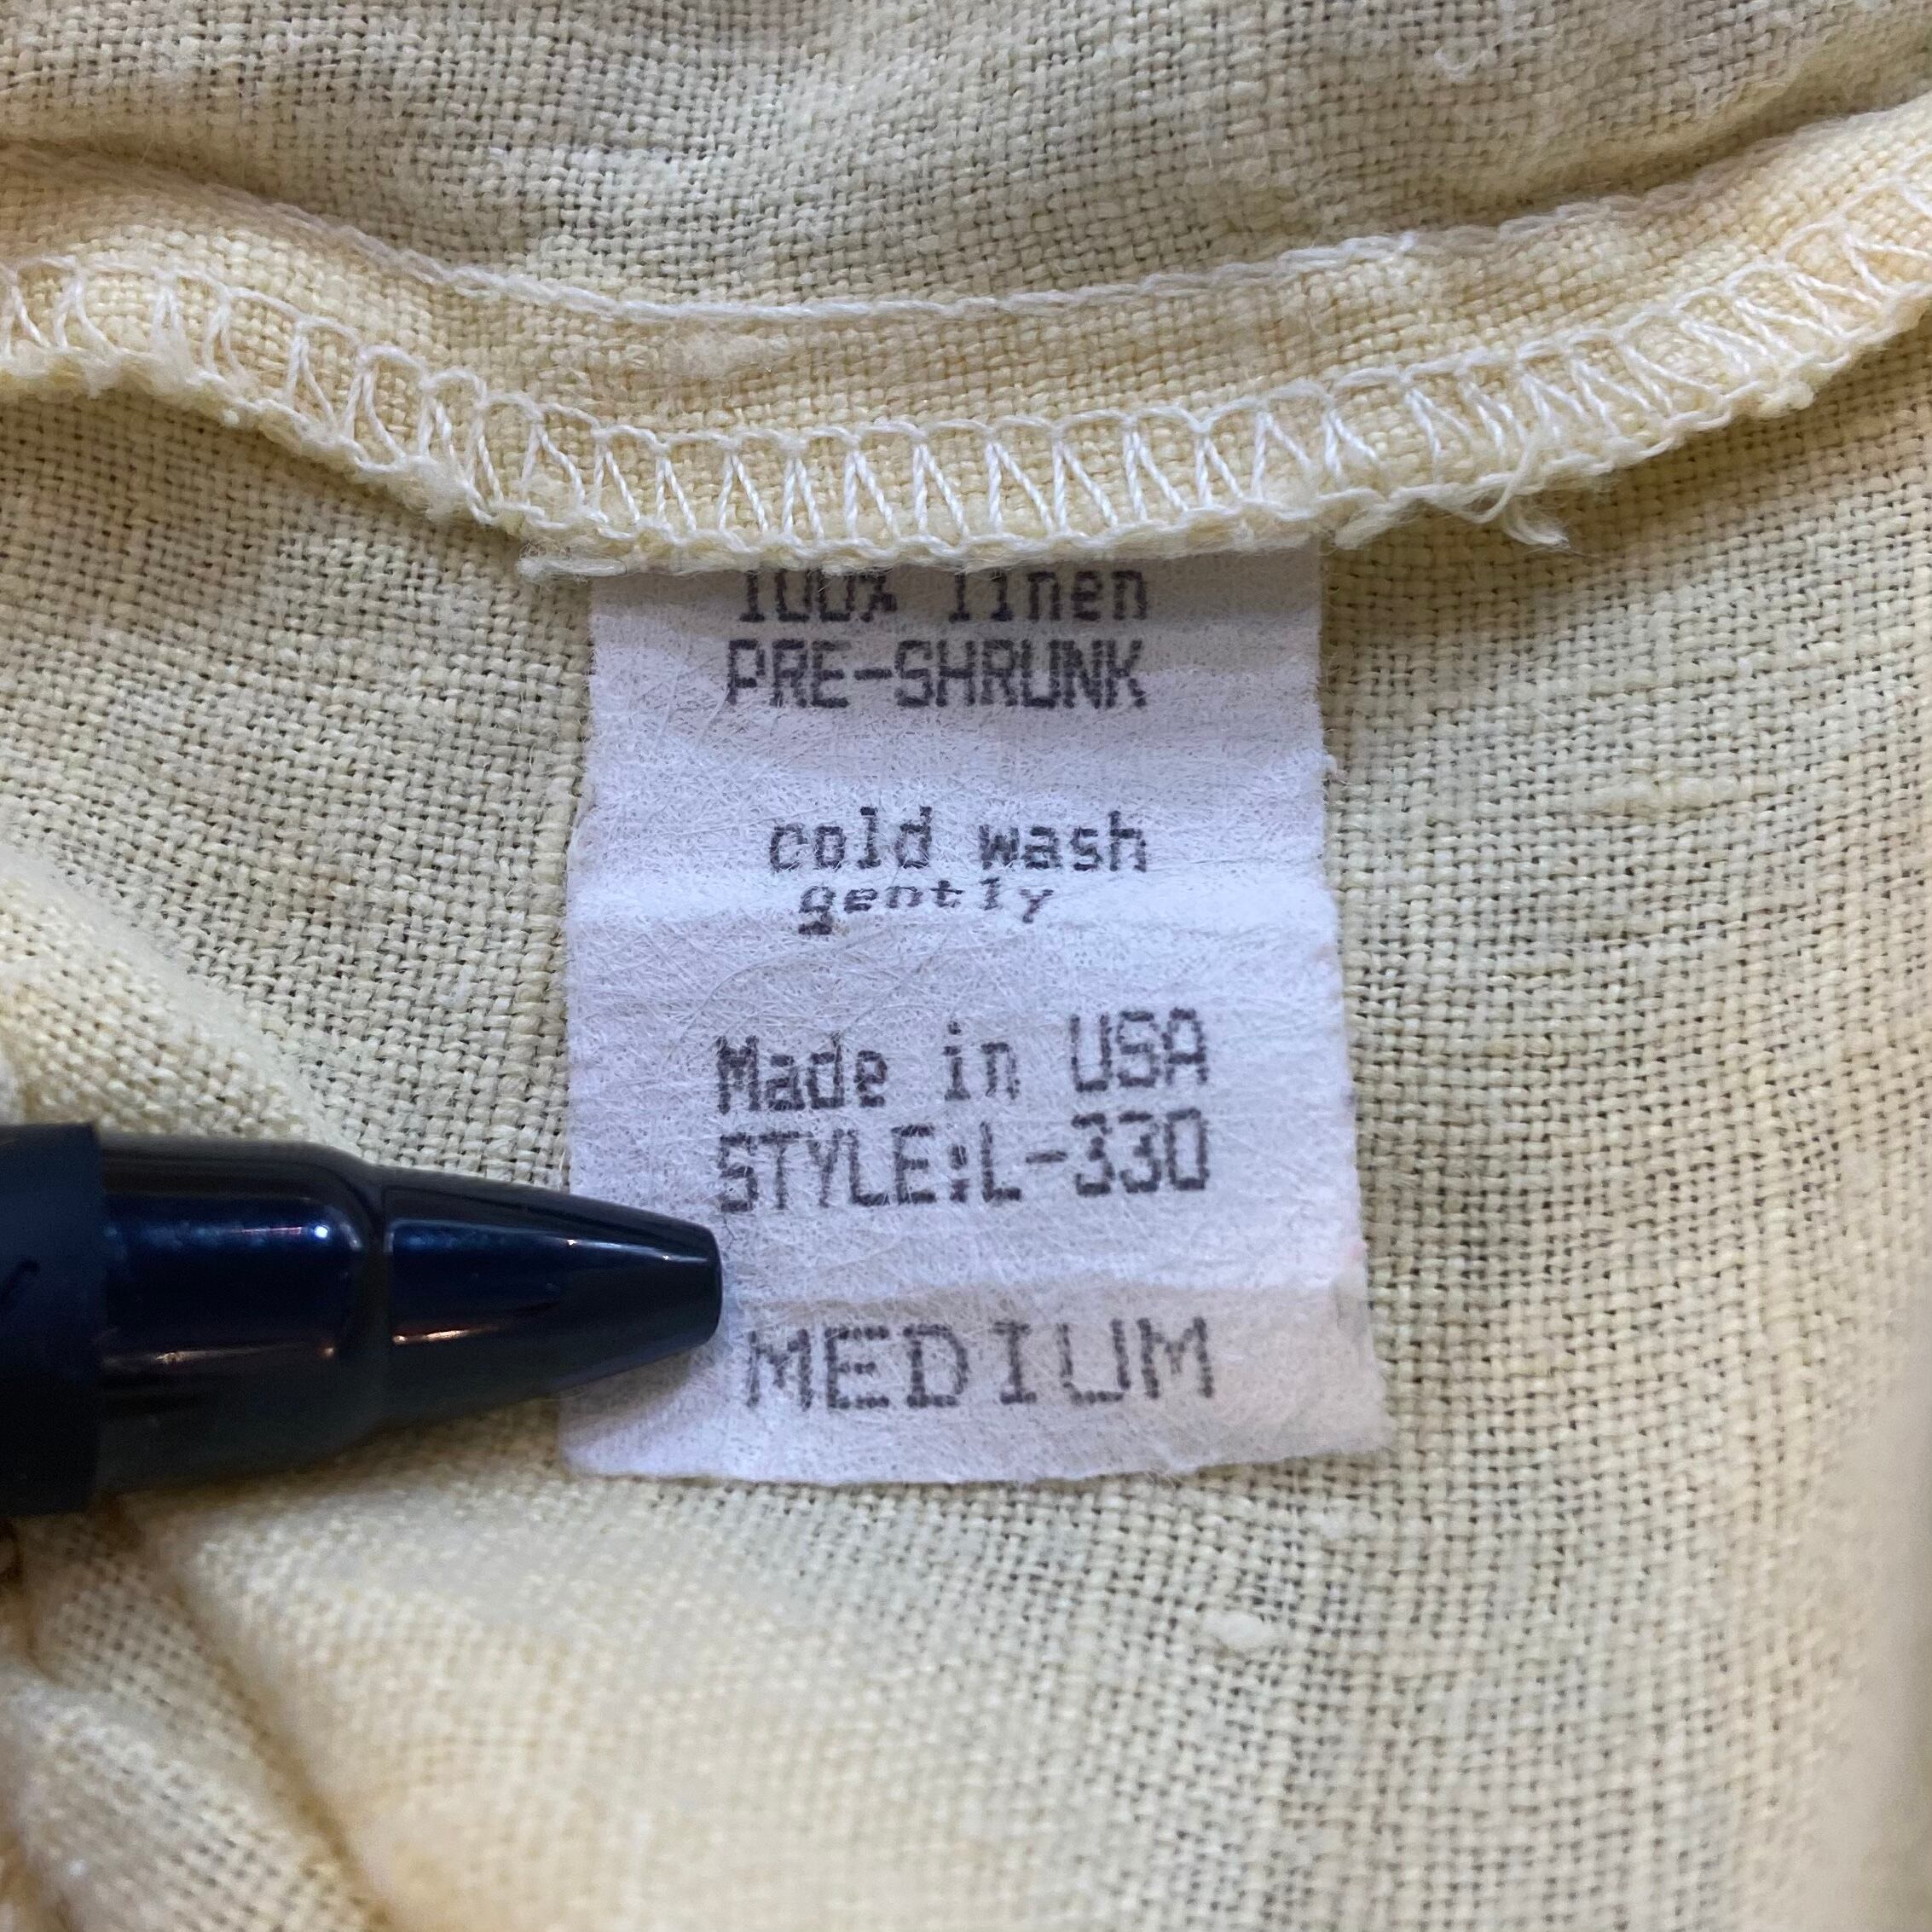 100% linen
PRE-SHRUNK
cold wash
gently
Made in USA
STYLE:L-330
MEDIUM